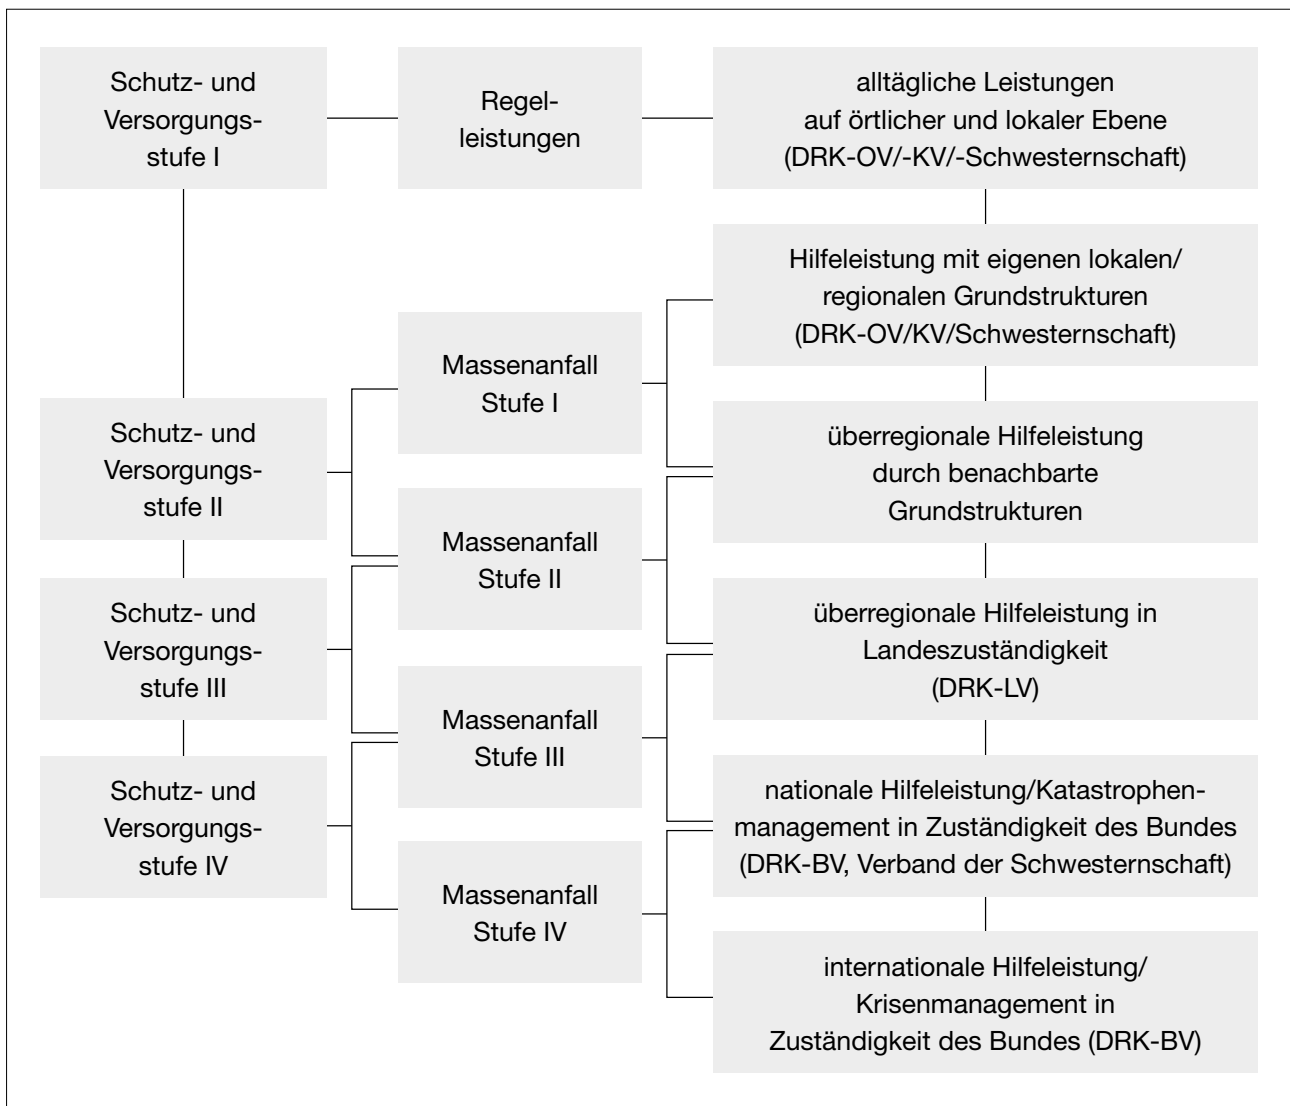 Schutz- und
Versorgungs-
stufe I
Regel-
leistungen
alltägliche Leistungen
auf örtlicher und lokaler Ebene
(DRK-OV/-KV/-Schwesternschaft)
Hilfeleistung mit eigenen lokalen/
regionalen Grundstrukturen
(DRK-OV/KV/Schwesternschaft)
Massenanfall
Stufe I
Schutz- und
Versorgungs-
stufe II
überregionale Hilfeleistung
durch benachbarte
Grundstrukturen
Massenanfall
Stufe II
Schutz- und
Versorgungs-
stufe III
überregionale Hilfeleistung in
Landeszuständigkeit
(DRK-LV)
Massenanfall
Stufe III
Schutz- und
Versorgungs-
stufe IV
nationale Hilfeleistung/Katastrophen-
management in Zuständigkeit des Bundes
(DRK-BV, Verband der Schwesternschaft)
Massenanfall
Stufe IV
internationale Hilfeleistung/
Krisenmanagement in
Zuständigkeit des Bundes (DRK-BV)